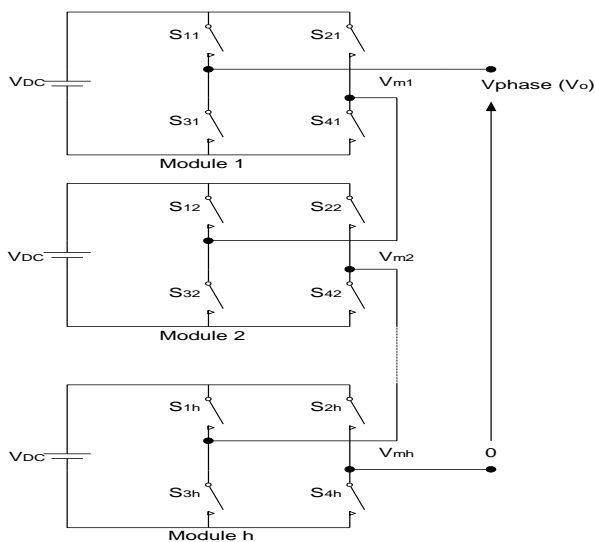 S11 S21
VDC Vm1 Vphase (Vo)
S31 S41
Module 1
S12 S22
VDC Vm2
S32 S42
Module 2
S1h S2h
VDC Vmh 0
S3h S4h
Module h